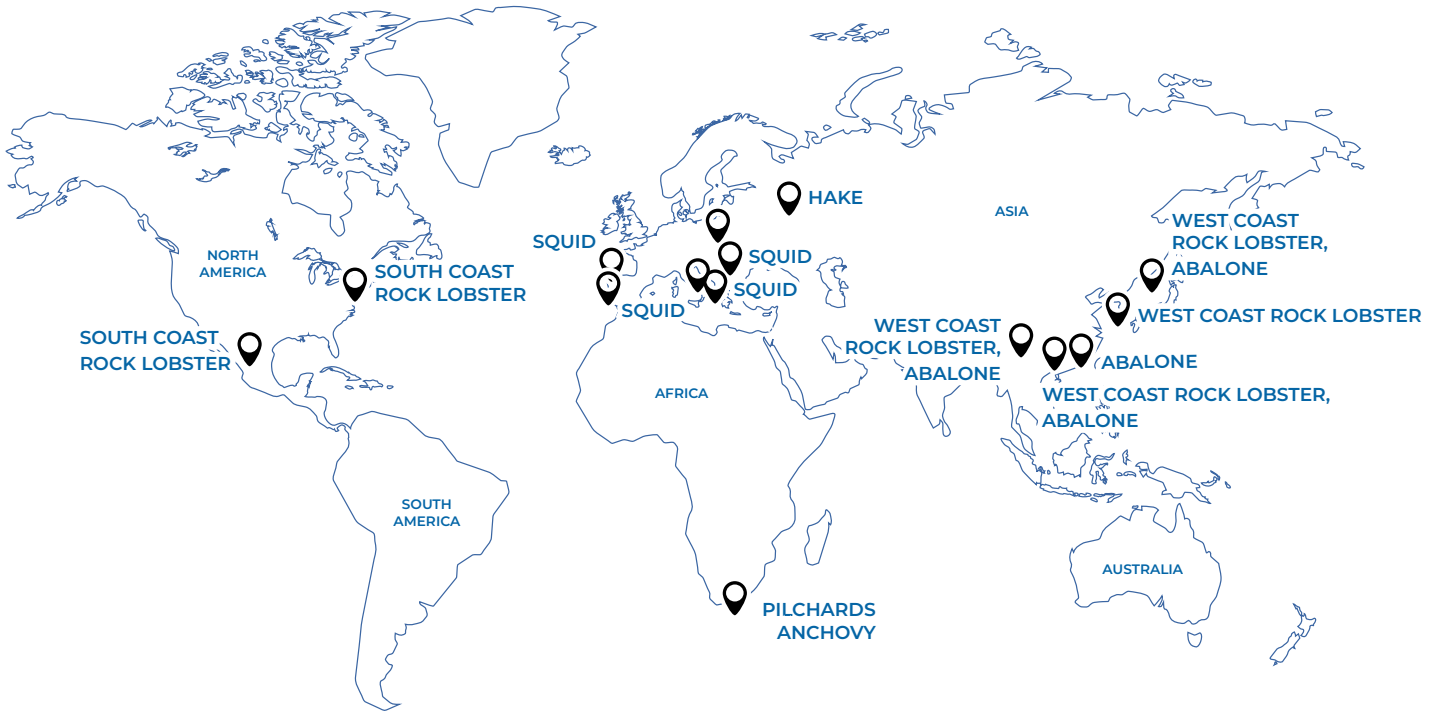 HAKE
ASIA
WEST COAST
ROCK LOBSTER,
ABALONE
SQUID
NORTH
AMERICA
SQUID
SOUTH COAST
ROCK LOBSTER
SQUID
SQUID
WEST COAST ROCK LOBSTER
SOUTH COAST
ROCK LOBSTER
WEST COAST
ROCK LOBSTER,
ABALONE
ABALONE
AFRICA
WEST COAST ROCK LOBSTER,
ABALONE
SOUTH
AMERICA
AUSTRALIA
PILCHARDS
ANCHOVY